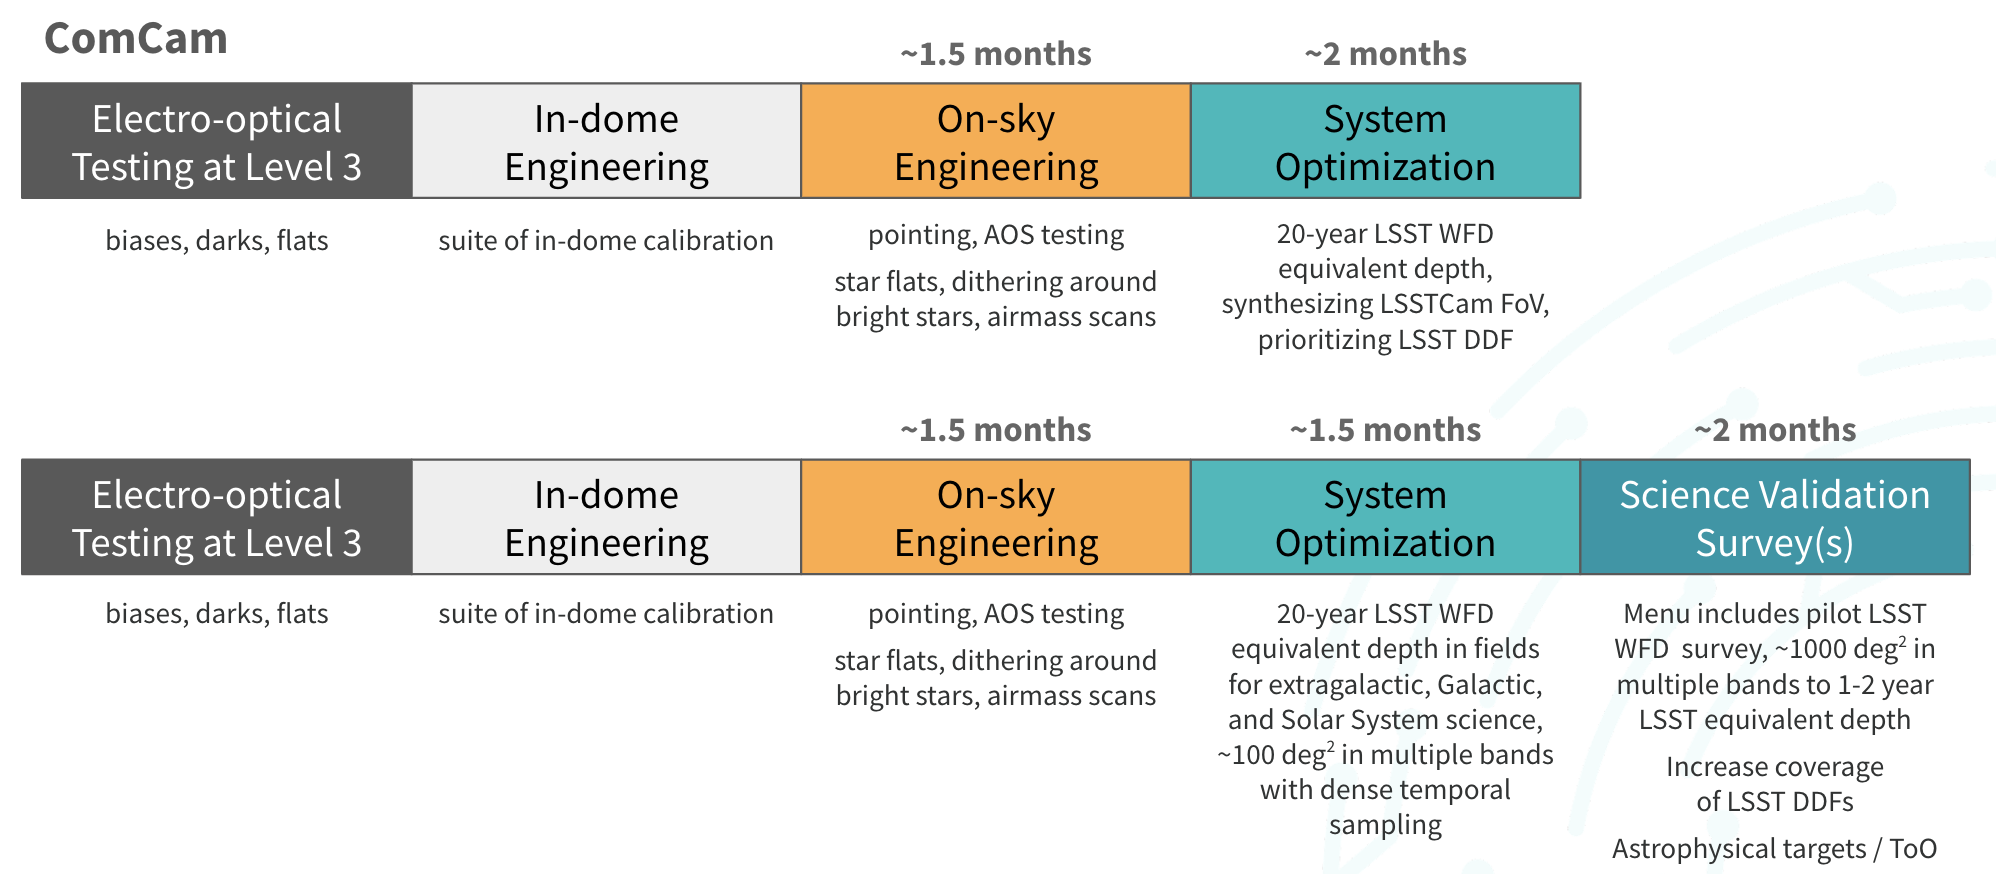 ComCam
~1.5 months
~2 months
Electro-optical
Testing at Level 3
In-dome
Engineering
On-sky
Engineering
System
Optimization
biases, darks, flats
suite of in-dome calibration
pointing, AOS testing
star flats, dithering around
bright stars, airmass scans
20-year LSST WFD
equivalent depth,
synthesizing LSSTCam FoV,
prioritizing LSST DDF
~1.5 months
~1.5 months
~2 months
Electro-optical
Testing at Level 3
In-dome
Engineering
On-sky
Engineering
System
Optimization
Science Validation
Survey(s)
biases, darks, flats
suite of in-dome calibration
pointing, AOS testing
star flats, dithering around
bright stars, airmass scans
20-year LSST WFD
equivalent depth in fields
for extragalactic, Galactic,
and Solar System science,
~100 deg² in multiple bands
with dense temporal
sampling
Menu includes pilot LSST
WFD survey, ~1000 deg² in
multiple bands to 1-2 year
LSST equivalent depth
Increase coverage
of LSST DDFs
Astrophysical targets / ToO